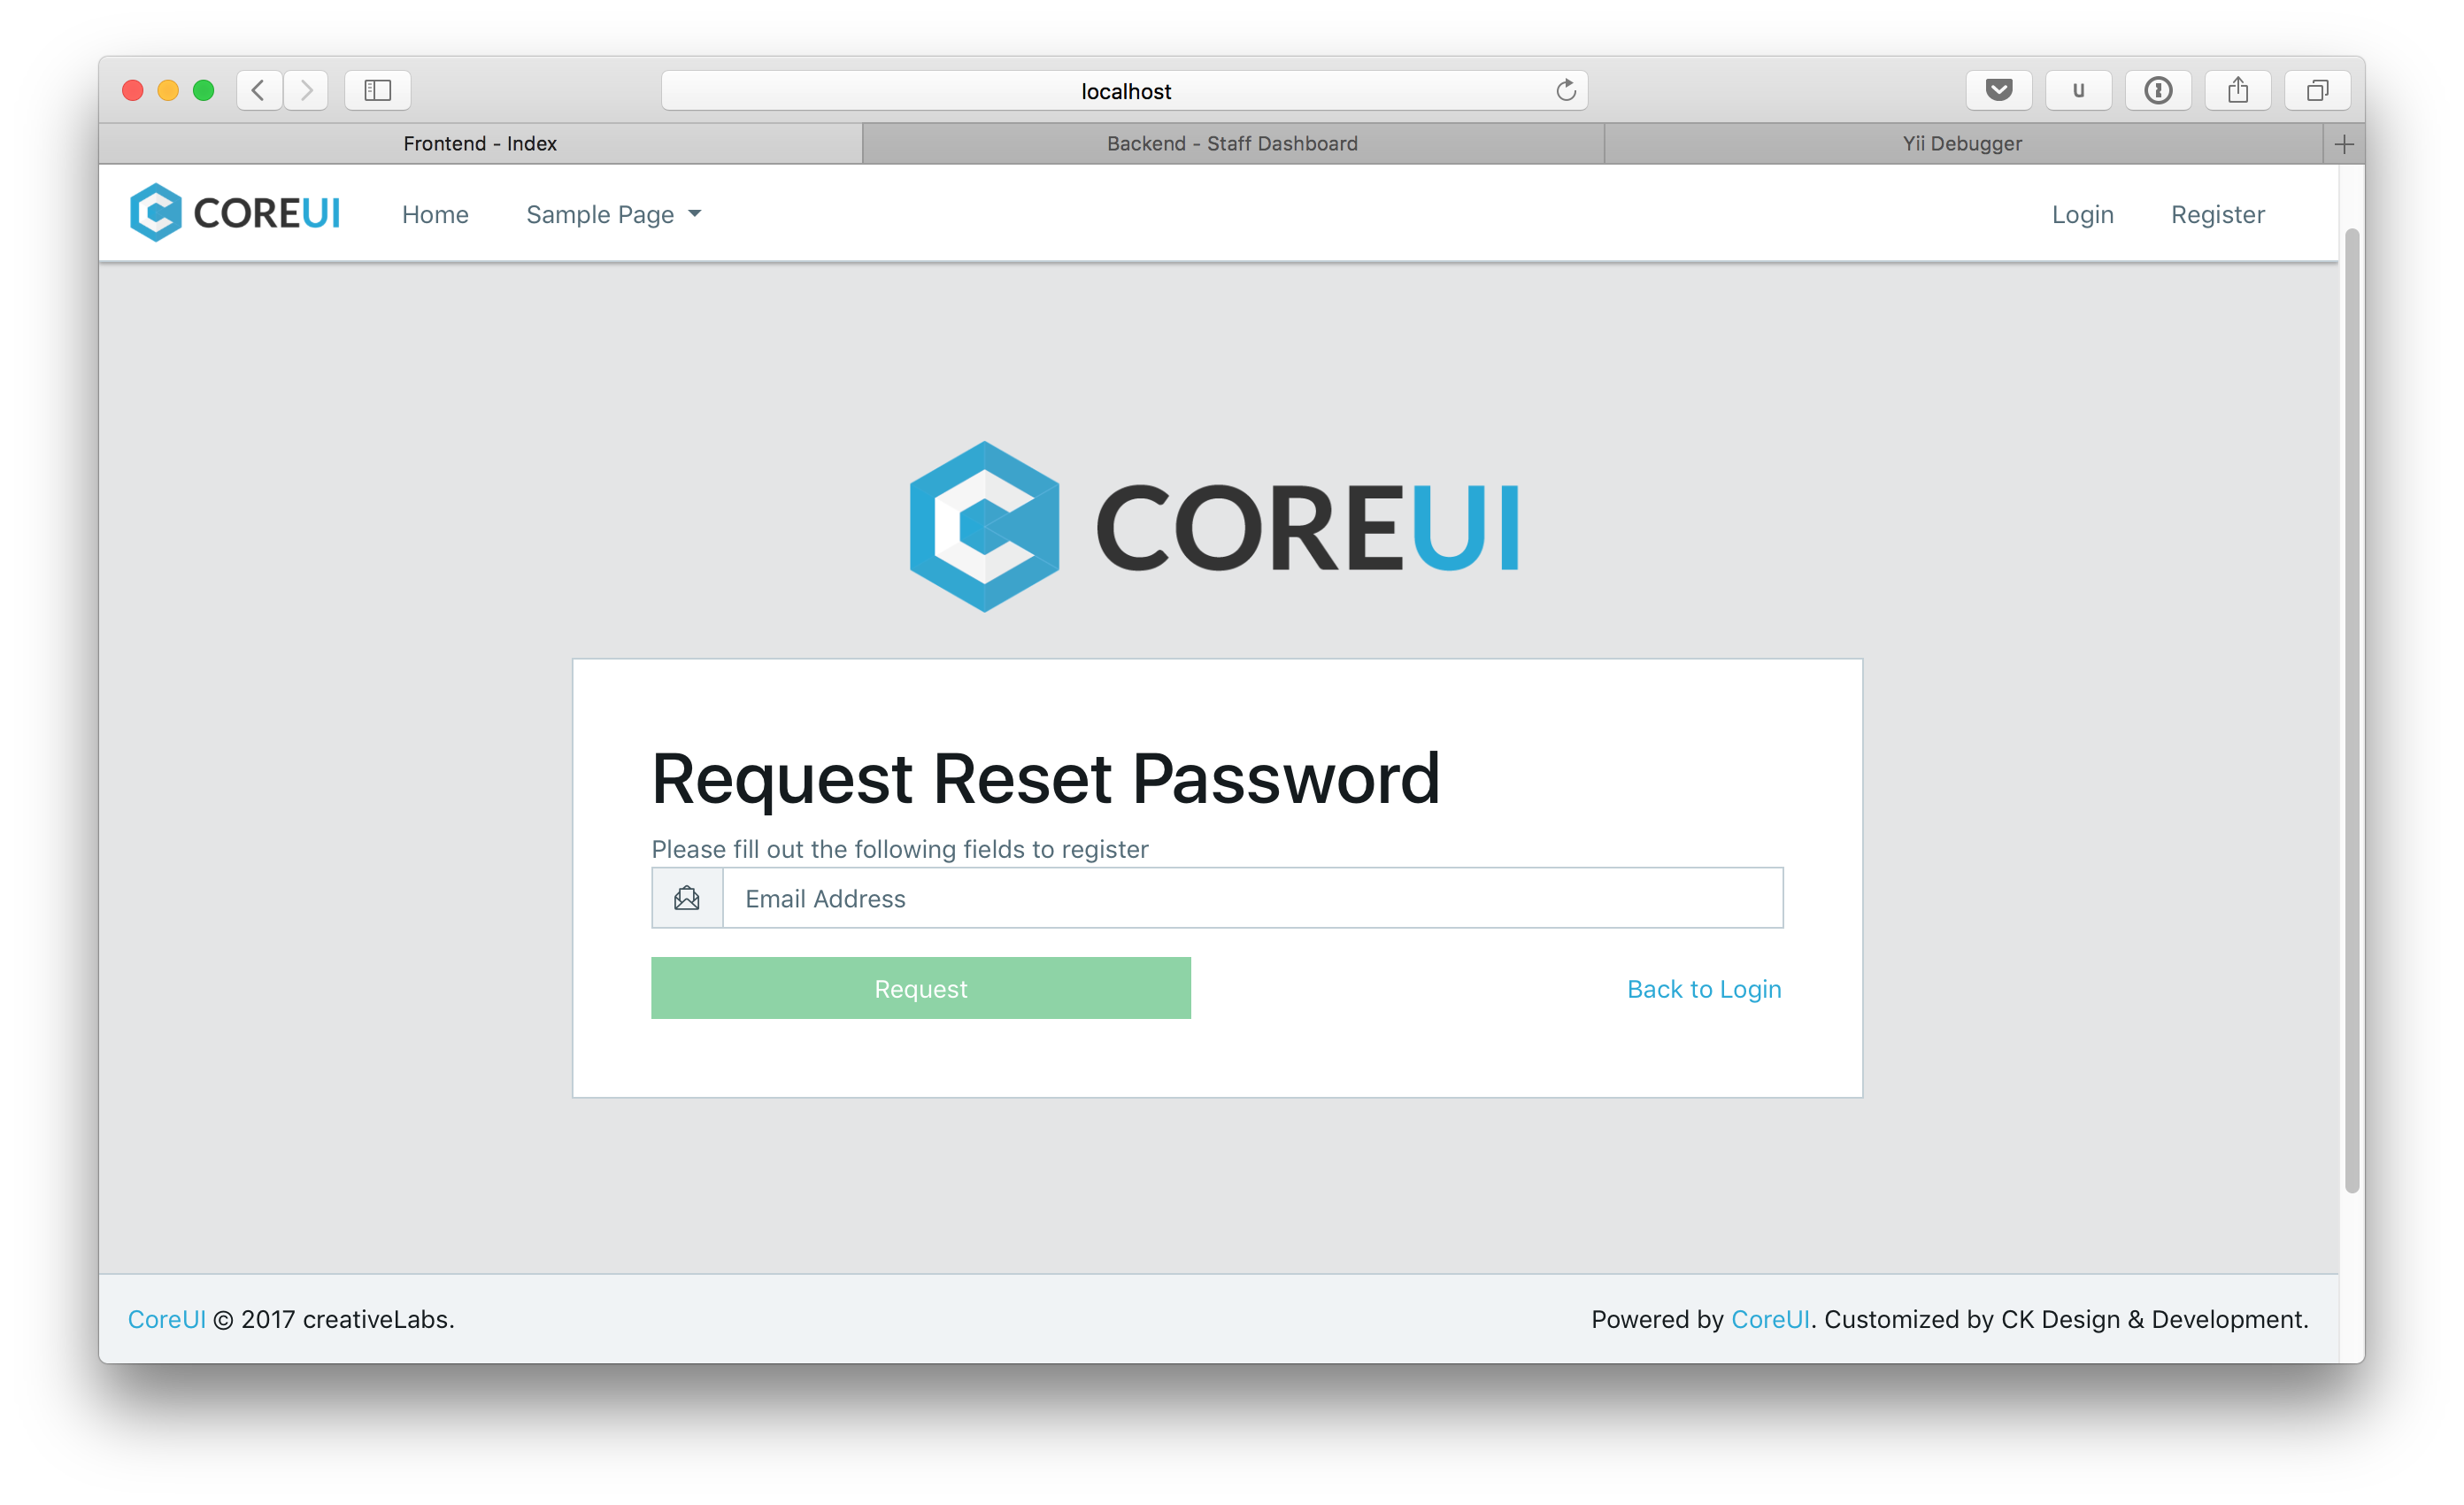 localhost
u
Frontend - Index
Backend - Staff Dashboard
Yii Debugger
COREUI
Home
Sample Page
Login
Register
COREUI
Request Reset Password
Please fill out the following fields to register
Email Address
Request
Back to Login
CoreUI © 2017 creativeLabs.
Powered by CoreUI. Customized by CK Design & Development.